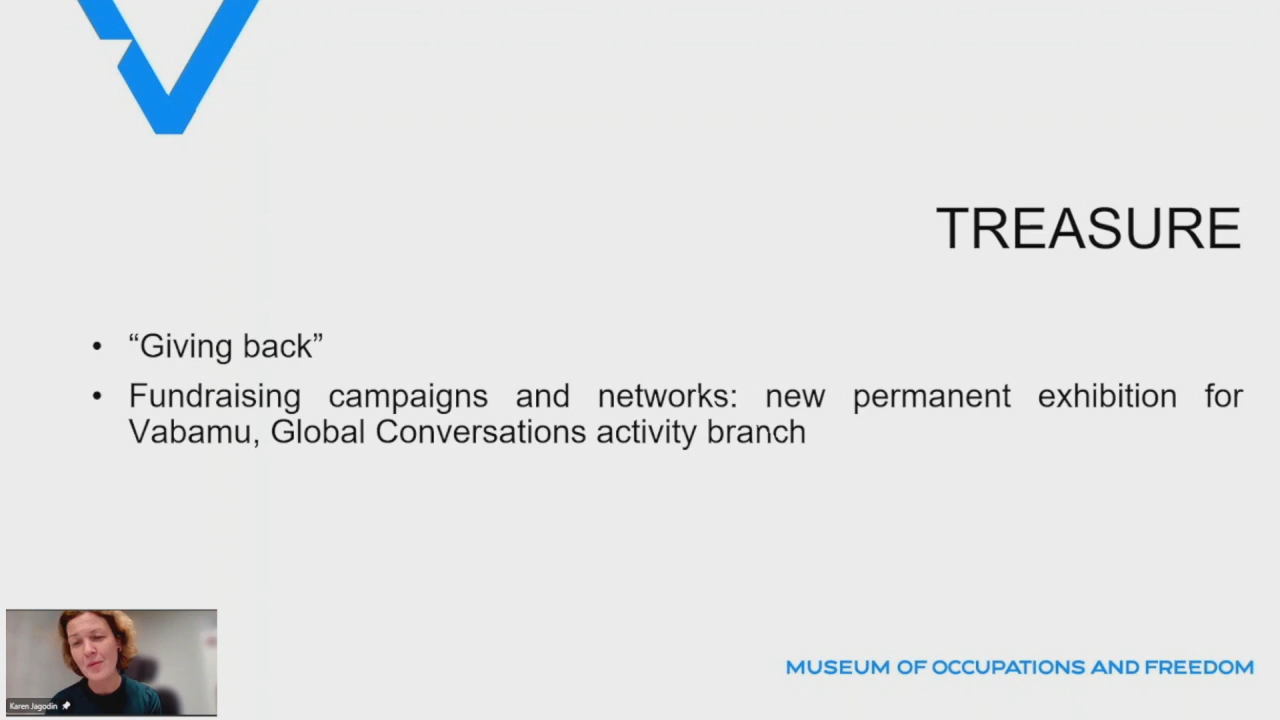 TREASURE
• “Giving back”
• Fundraising campaigns and networks: new permanent exhibition for
Vabamu, Global Conversations activity branch
Karen Jagodin
MUSEUM OF OCCUPATIONS AND FREEDOM